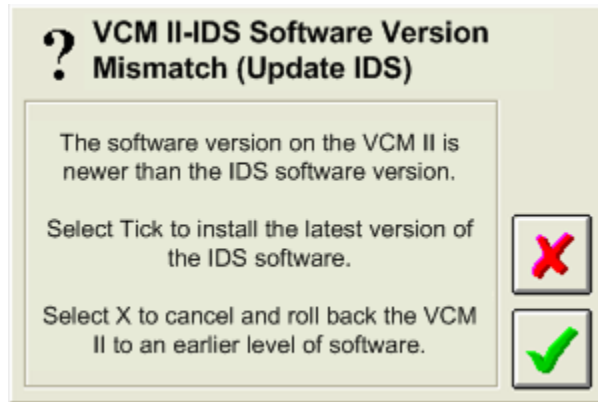 ? VCM II-IDS Software Version
Mismatch (Update IDS)
The software version on the VCM II is
newer than the IDS software version.
Select Tick to install the latest version of
the IDS software.
Select X to cancel and roll back the VCM
II to an earlier level of software.